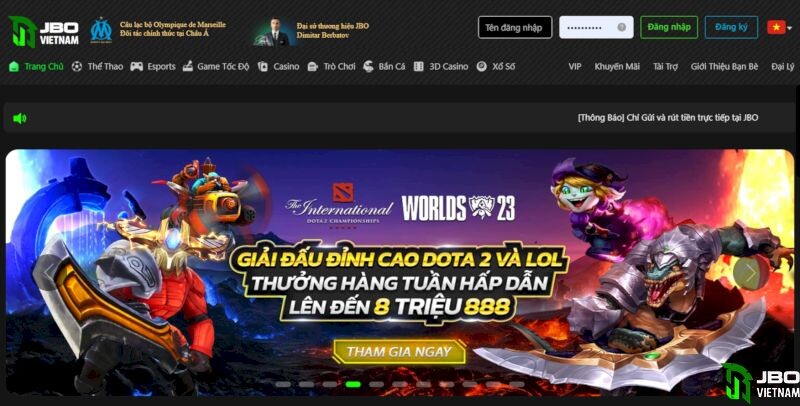 JBO
VIETNAM
Câu lạc bộ Olympique de Marseille
Đối tác chính thức tại Châu Á
Đại sứ thương hiệu JBO
Dimitar Berbatov
Tên đăng nhập
Đăng nhập
Đăng ký
Trang Chủ
Thể Thao
Esports
Game Tốc Độ
Casino
Trò Chơi
Bắn Cá
3D Casino
Xổ Số
VIP
Khuyến Mãi
Tài Trợ
Giới Thiệu Bạn Bè
Đại Lý
[Thông Báo] Chỉ Gửi và rút tiền trực tiếp tại JBO
The International
DOTA 2 CHAMPIONSHIPS
WORLDS 23
GIẢI ĐẤU ĐỈNH CAO DOTA 2 VÀ LOL
THƯỞNG HÀNG TUẦN HẤP DẪN
LÊN ĐẾN 8 TRIỆU 888
THAM GIA NGAY
JBO
VIETNAM